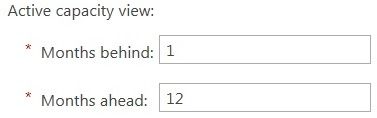 Active capacity view:
* Months behind: 1
* Months ahead: 12